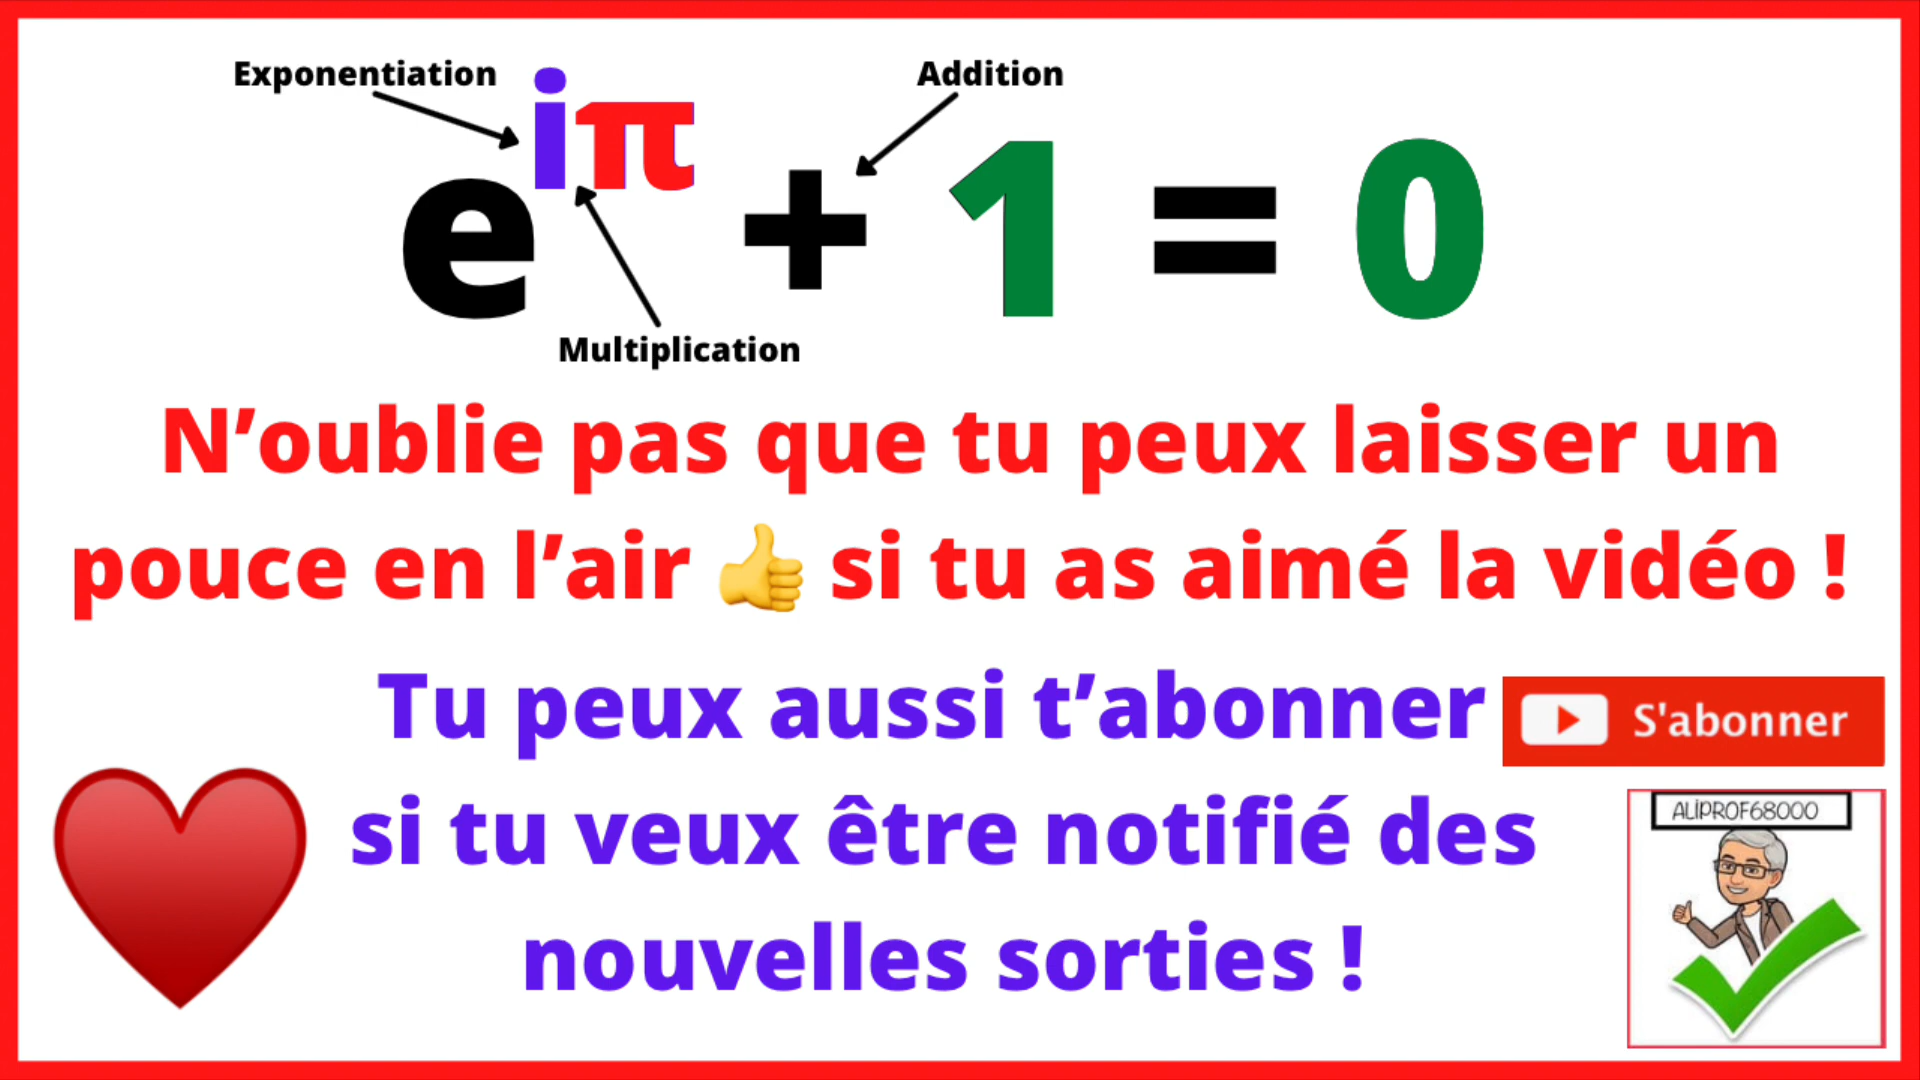 Exponentiation
Addition
e^{iπ} + 1 = 0
Multiplication
N’oublie pas que tu peux laisser un
pouce en l’air 👍 si tu as aimé la vidéo !
Tu peux aussi t’abonner
S'abonner
si tu veux être notifié des
nouvelles sorties !
ALIPROF68000